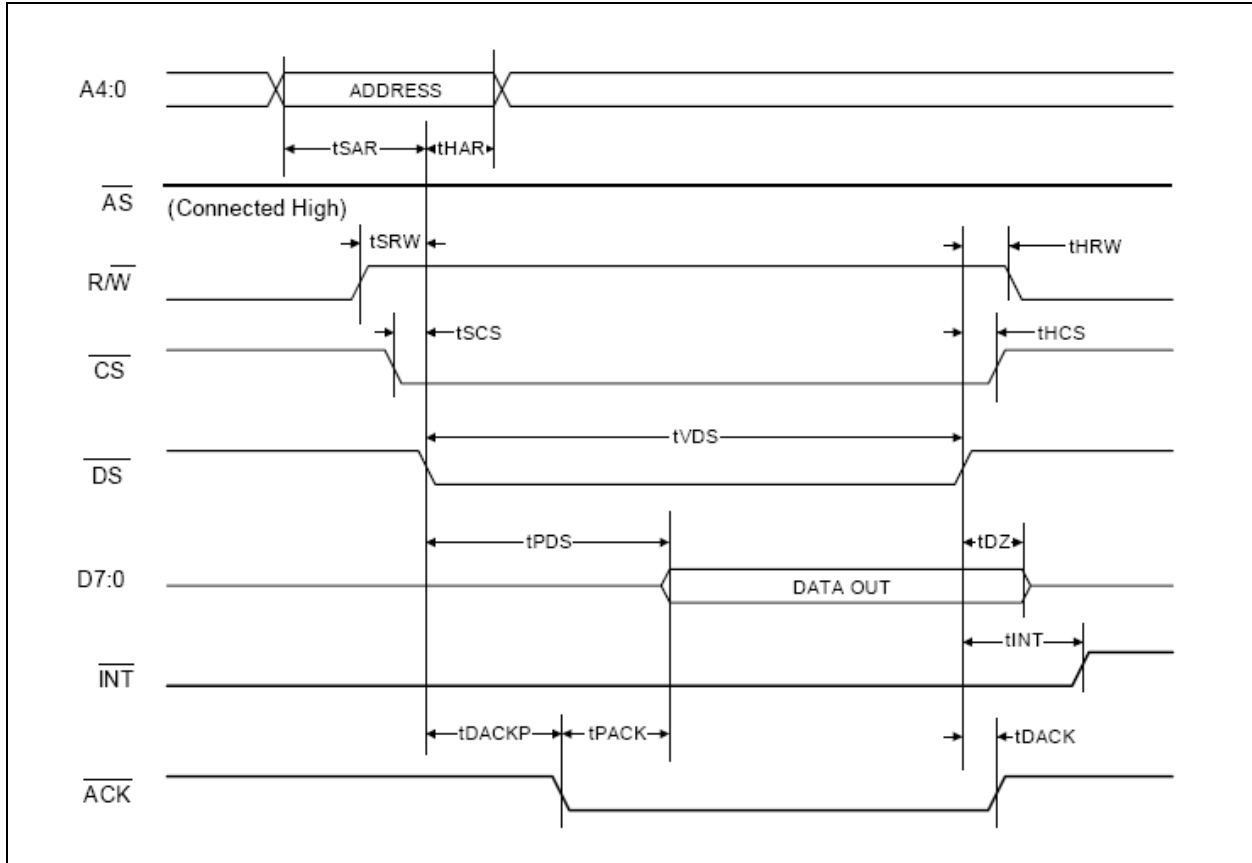 A4:0
ADDRESS
tSAR
tHAR
AS
(Connected High)
tSRW
tHRW
R/W
tSCS
tHCS
CS
tVDS
DS
tPDS
tDZ
D7:0
DATA OUT
tINT
INT
tDACKP
tPACK
tDACK
ACK